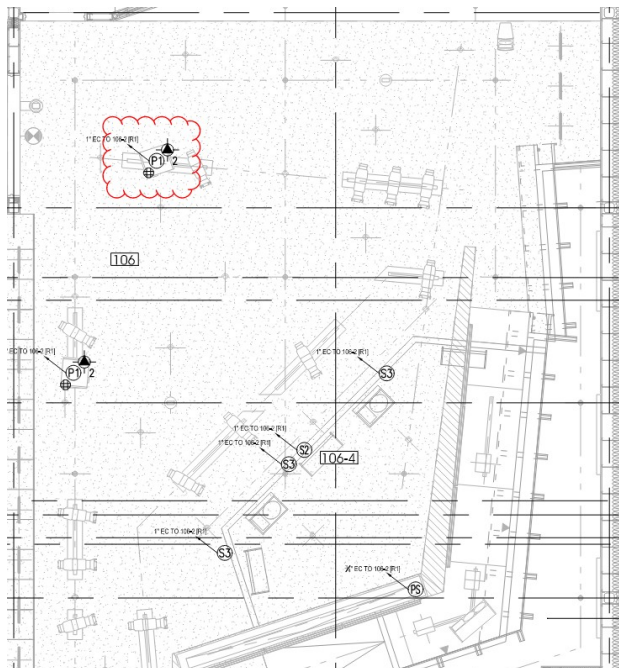 1" EC TO 106-2 [R1]
P1 2
106
" EC TO 106-2 [R1]
P1 2
1" EC TO 106-2 [R1]
S3
1" EC TO 106-2 [R1]
S2
1" EC TO 106-2 [R1]
S3
106-4
1" EC TO 106-2 [R1]
S3
EC TO 106-2 [R1]
PS